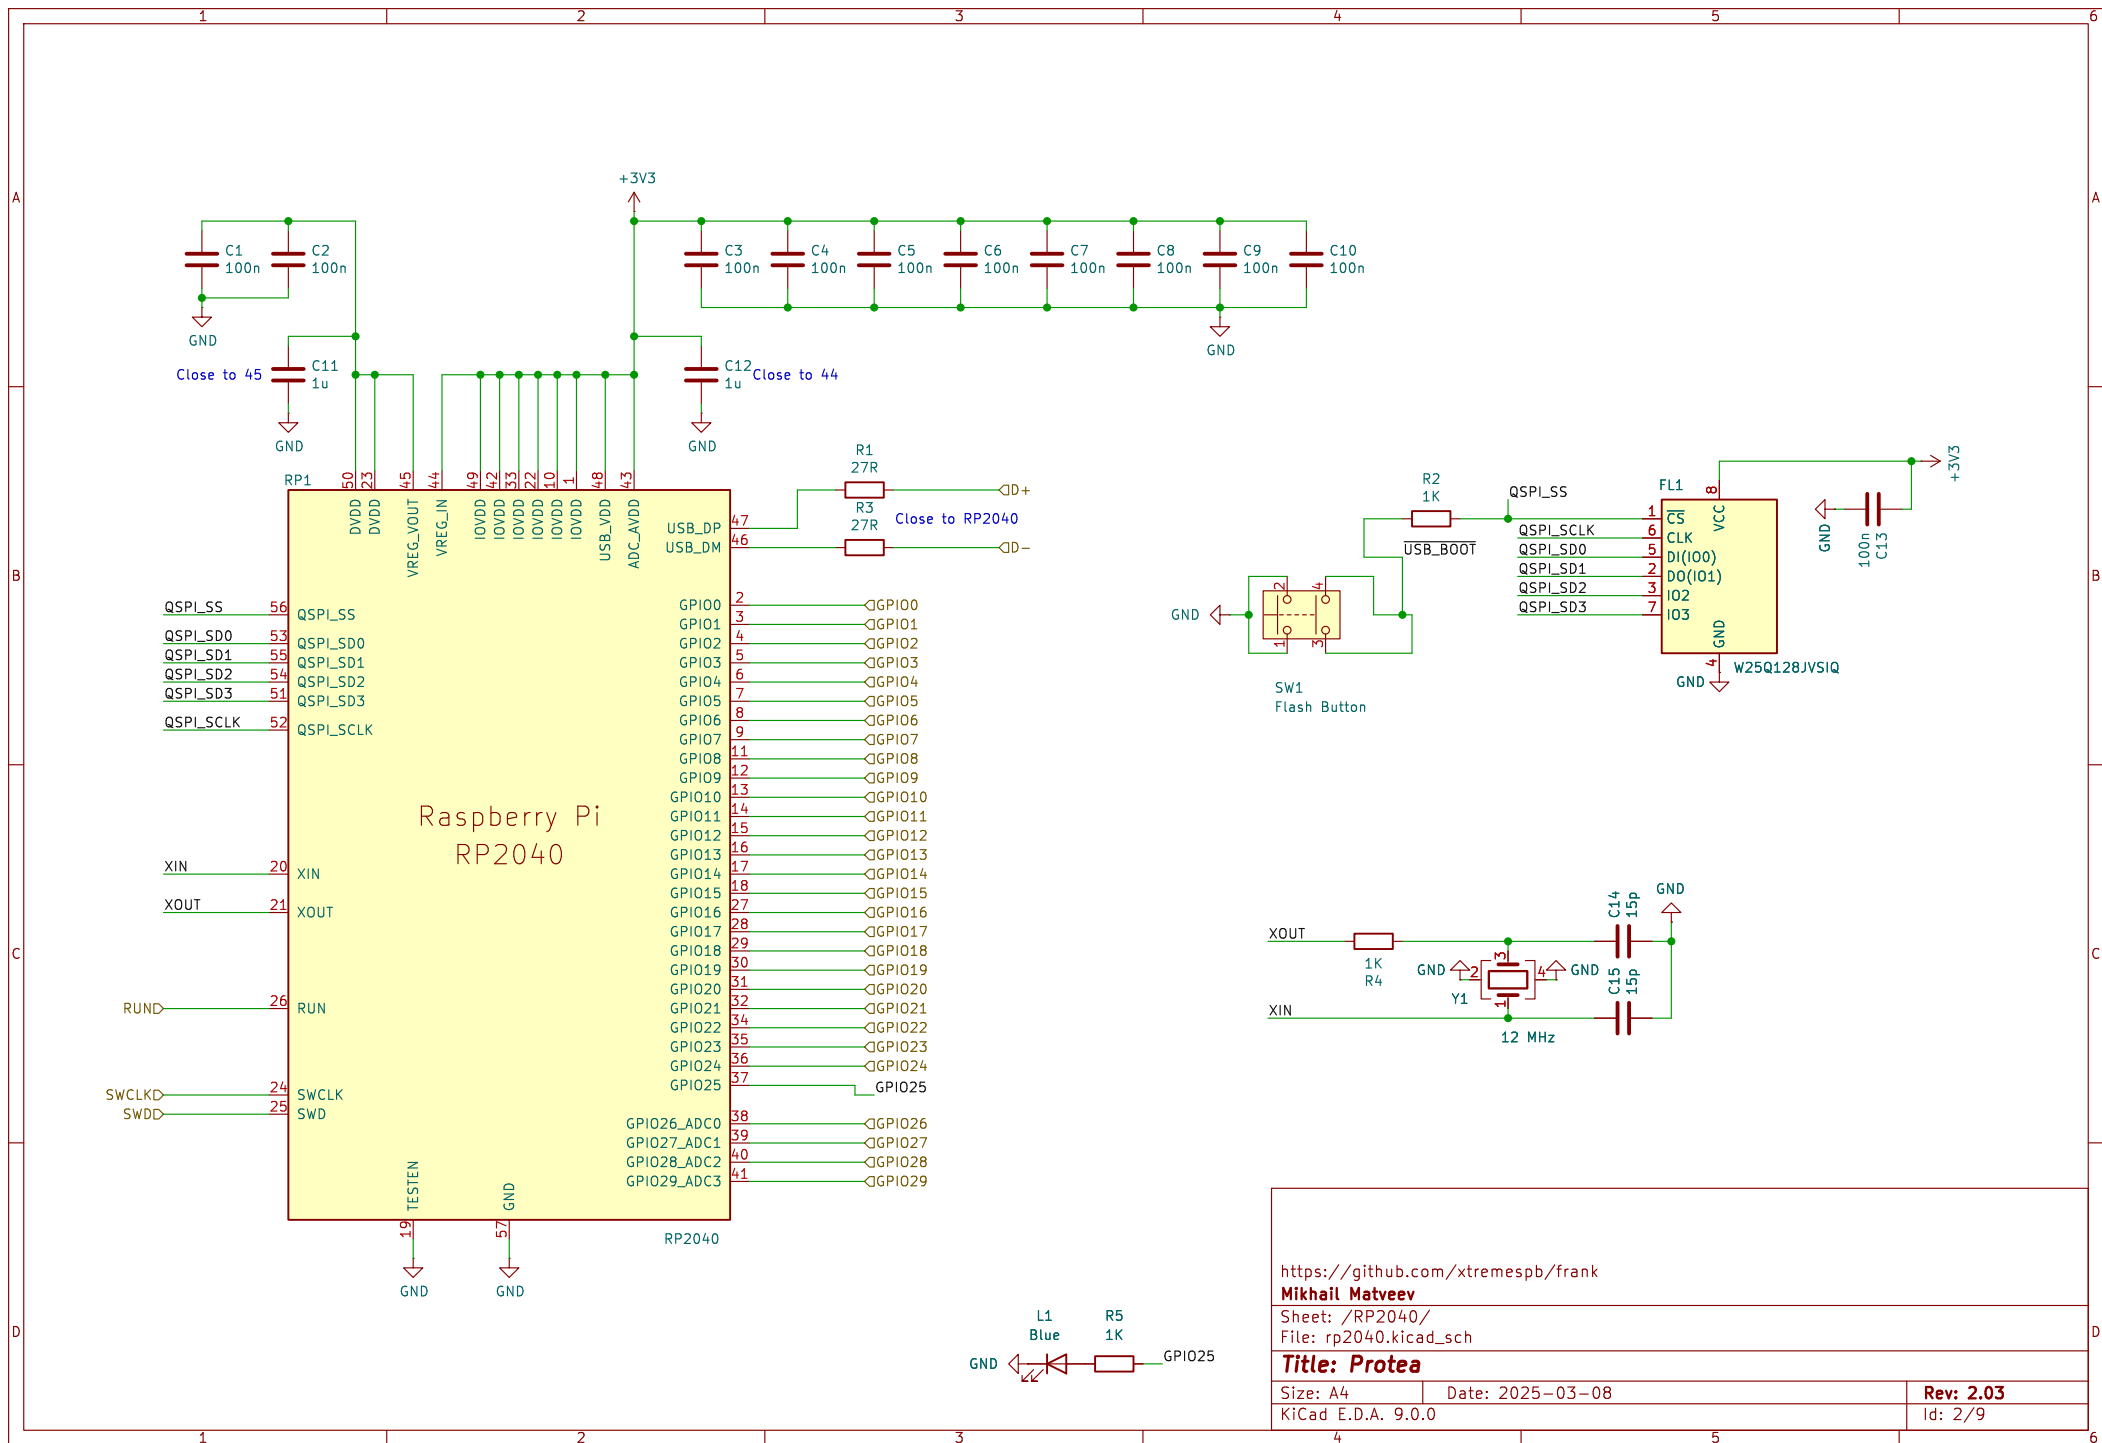 1 2 3 4 5 6
A A
+3V3
C1 100n
C2 100n
C3 100n
C4 100n
C5 100n
C6 100n
C7 100n
C8 100n
C9 100n
C10 100n
GND
GND
Close to 45
C11 1u
C12 1u
Close to 44
GND
GND
RP1
50 DVDD
23 DVDD
45 VREG_VOUT
44 VREG_IN
49 IOVDD
42 IOVDD
33 IOVDD
22 IOVDD
10 IOVDD
1 IOVDD
48 USB_VDD
43 ADC_AVDD
R1
27R
D+
R3
27R
Close to RP2040
D-
USB_DP 47
USB_DM 46
B B
QSPI_SS 56 QSPI_SS
QSPI_SD0 53 QSPI_SD0
QSPI_SD1 55 QSPI_SD1
QSPI_SD2 54 QSPI_SD2
QSPI_SD3 51 QSPI_SD3
QSPI_SCLK 52 QSPI_SCLK
XIN 20 XIN
XOUT 21 XOUT
RUN 26 RUN
SWCLK 24 SWCLK
SWD 25 SWD
Raspberry Pi
RP2040
GPIO0 2 GPIO0
GPIO1 3 GPIO1
GPIO2 4 GPIO2
GPIO3 5 GPIO3
GPIO4 6 GPIO4
GPIO5 7 GPIO5
GPIO6 8 GPIO6
GPIO7 9 GPIO7
GPIO8 11 GPIO8
GPIO9 12 GPIO9
GPIO10 13 GPIO10
GPIO11 14 GPIO11
GPIO12 15 GPIO12
GPIO13 16 GPIO13
GPIO14 17 GPIO14
GPIO15 18 GPIO15
GPIO16 27 GPIO16
GPIO17 28 GPIO17
GPIO18 29 GPIO18
GPIO19 30 GPIO19
GPIO20 31 GPIO20
GPIO21 32 GPIO21
GPIO22 34 GPIO22
GPIO23 35 GPIO23
GPIO24 36 GPIO24
GPIO25 37 GPIO25
GPIO26_ADC0 38 GPIO26
GPIO27_ADC1 39 GPIO27
GPIO28_ADC2 40 GPIO28
GPIO29_ADC3 41 GPIO29
TESTEN 19
GND 57
RP2040
GND
GND
R2
1K
QSPI_SS
USB_BOOT
GND
2 4
1 3
SW1
Flash Button
FL1
+3V3
8 VCC
1 CS
QSPI_SCLK 6 CLK
QSPI_SD0 5 DI(IO0)
QSPI_SD1 2 DO(IO1)
QSPI_SD2 3 IO2
QSPI_SD3 7 IO3
GND 4
W25Q128JVSIQ
GND
GND
100n
C13
C C
XOUT
1K
R4
C14
15p
GND
GND 2 3 4 GND
Y1 1
C15
15p
XIN
12 MHz
L1
Blue
R5
1K
GND
GPIO25
https://github.com/xtremespb/frank
Mikhail Matveev
Sheet: /RP2040/
File: rp2040.kicad_sch
Title: Protea
Size: A4 Date: 2025-03-08 Rev: 2.03
KiCad E.D.A. 9.0.0 Id: 2/9
D D
1 2 3 4 5 6